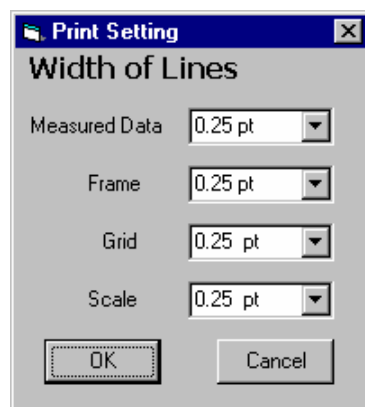 Print Setting
Width of Lines
Measured Data 0.25 pt
Frame 0.25 pt
Grid 0.25 pt
Scale 0.25 pt
OK Cancel